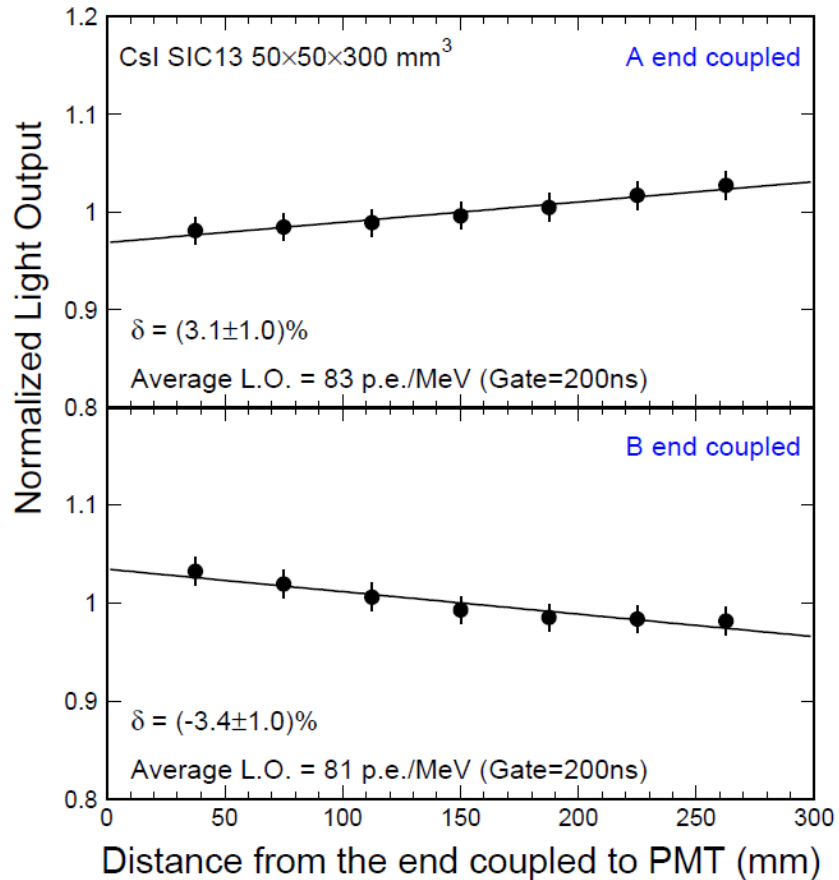 CsI SIC13 50×50×300 mm³
A end coupled
δ = (3.1±1.0)%
Average L.O. = 83 p.e./MeV (Gate=200ns)
1.2
1.1
1
0.9
0.8
Normalized Light Output
B end coupled
δ = (-3.4±1.0)%
Average L.O. = 81 p.e./MeV (Gate=200ns)
1.1
1
0.9
0.8
0 50 100 150 200 250 300
Distance from the end coupled to PMT (mm)